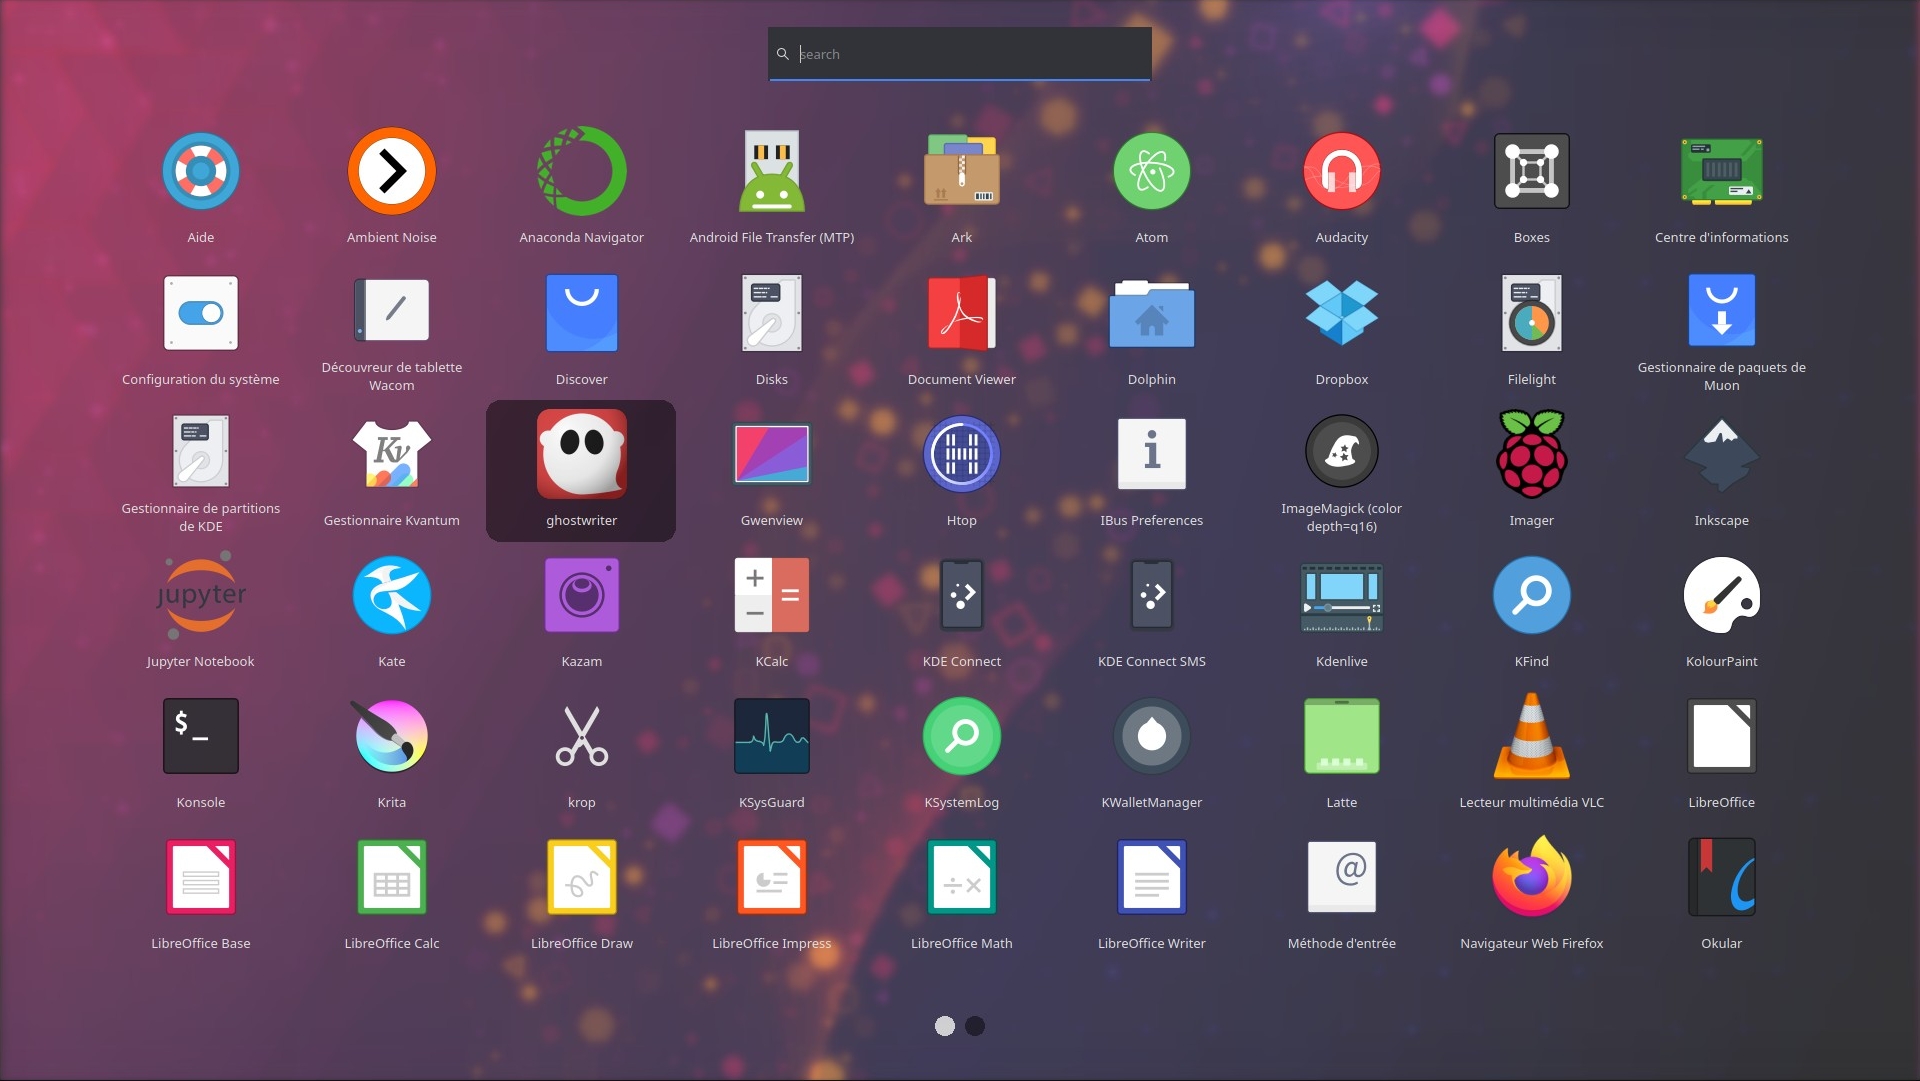 search
Aide
Ambient Noise
Anaconda Navigator
Android File Transfer (MTP)
Ark
Atom
Audacity
Boxes
Centre d'informations
Configuration du système
Découvreur de tablette
Wacom
Discover
Disks
Document Viewer
Dolphin
Dropbox
Filelight
Gestionnaire de paquets de
Muon
Gestionnaire de partitions
de KDE
Kv
Gestionnaire Kvantum
ghostwriter
Gwenview
Htop
i
IBus Preferences
ImageMagick (color
depth=q16)
Imager
Inkscape
jupyter
Jupyter Notebook
Kate
Kazam
KCalc
KDE Connect
KDE Connect SMS
Kdenlive
KFind
KolourPaint
$_
Konsole
Krita
krop
KSysGuard
KSystemLog
KWalletManager
Latte
Lecteur multimédia VLC
LibreOffice
LibreOffice Base
LibreOffice Calc
LibreOffice Draw
LibreOffice Impress
LibreOffice Math
LibreOffice Writer
@
Méthode d'entrée
Navigateur Web Firefox
Okular